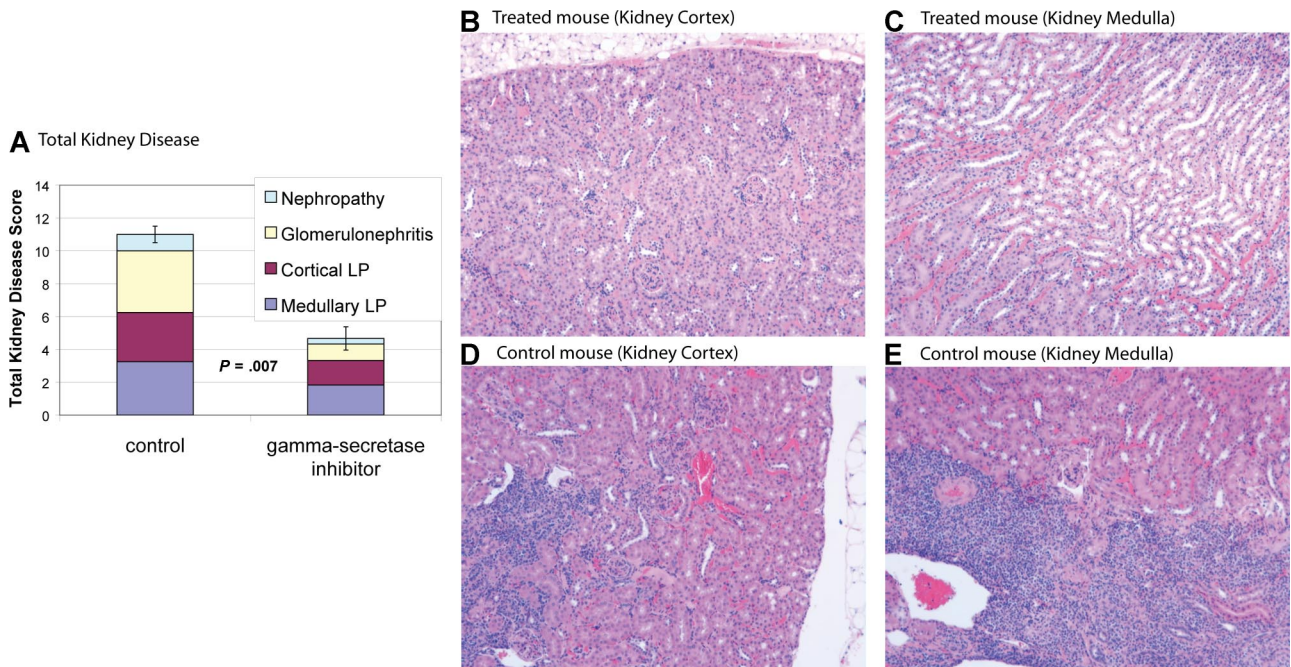 A Total Kidney Disease
Total Kidney Disease Score
14
12
10
8
6
4
2
0
Nephropathy
Glomerulonephritis
Cortical LP
Medullary LP
P = .007
control
gamma-secretase
inhibitor
B Treated mouse (Kidney Cortex)
C Treated mouse (Kidney Medulla)
D Control mouse (Kidney Cortex)
E Control mouse (Kidney Medulla)